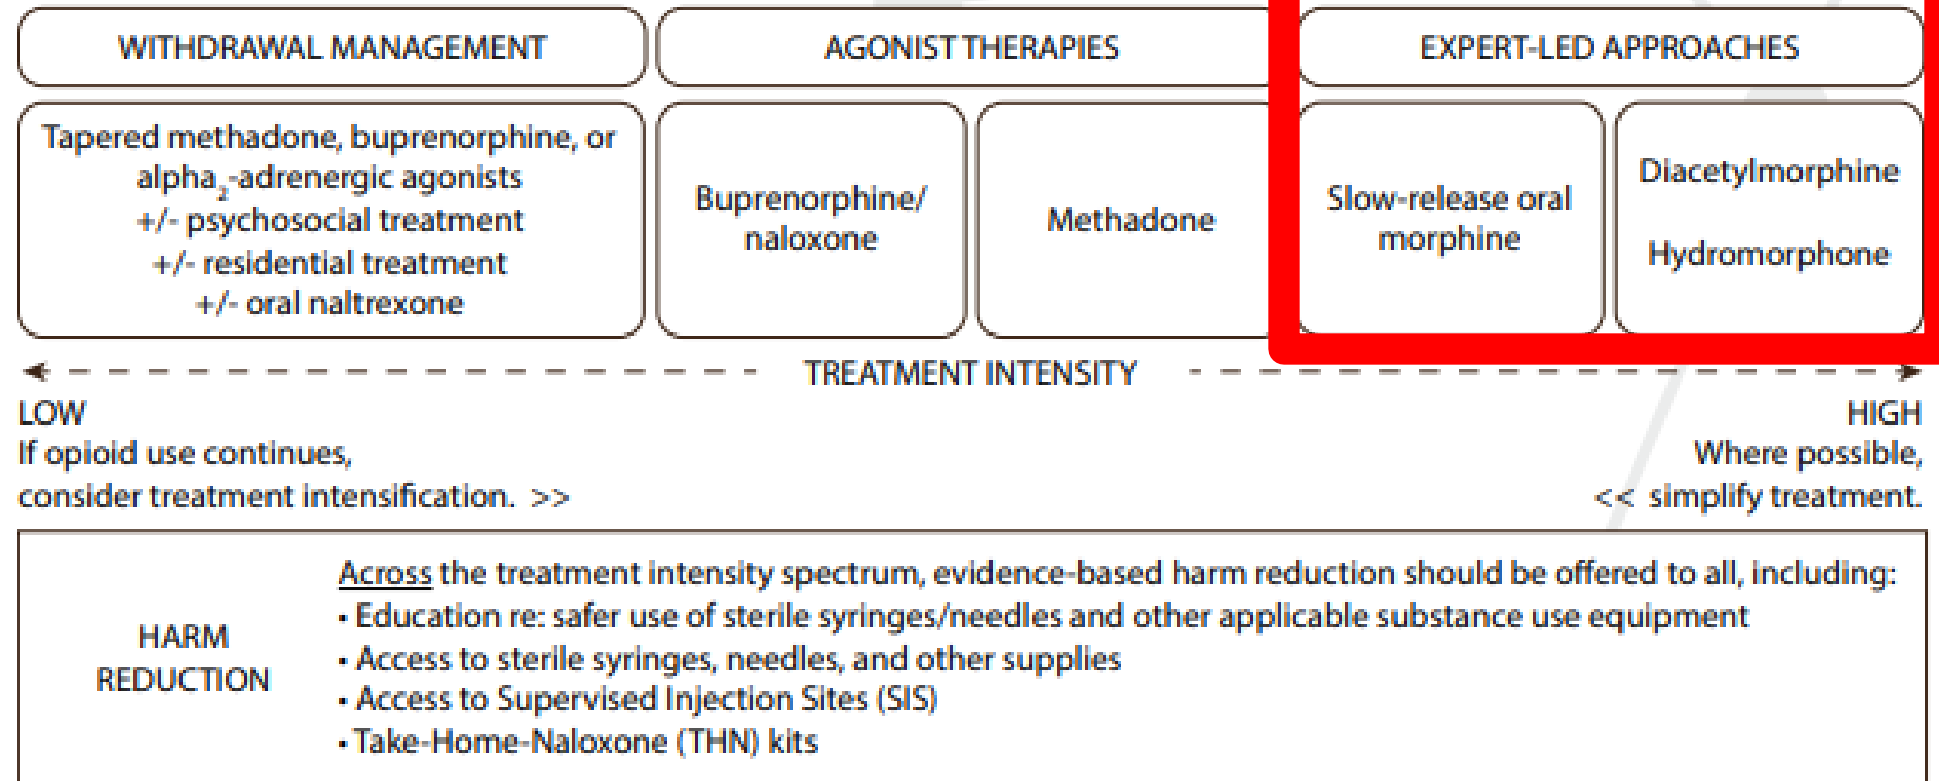 WITHDRAWAL MANAGEMENT
AGONIST THERAPIES
EXPERT-LED APPROACHES
Tapered methadone, buprenorphine, or
alpha₂-adrenergic agonists
+/- psychosocial treatment
+/- residential treatment
+/- oral naltrexone
Buprenorphine/
naloxone
Methadone
Slow-release oral
morphine
Diacetylmorphine
Hydromorphone
TREATMENT INTENSITY
LOW
If opioid use continues,
consider treatment intensification. >>
HIGH
Where possible,
<< simplify treatment.
HARM
REDUCTION
Across the treatment intensity spectrum, evidence-based harm reduction should be offered to all, including:
• Education re: safer use of sterile syringes/needles and other applicable substance use equipment
• Access to sterile syringes, needles, and other supplies
• Access to Supervised Injection Sites (SIS)
• Take-Home-Naloxone (THN) kits